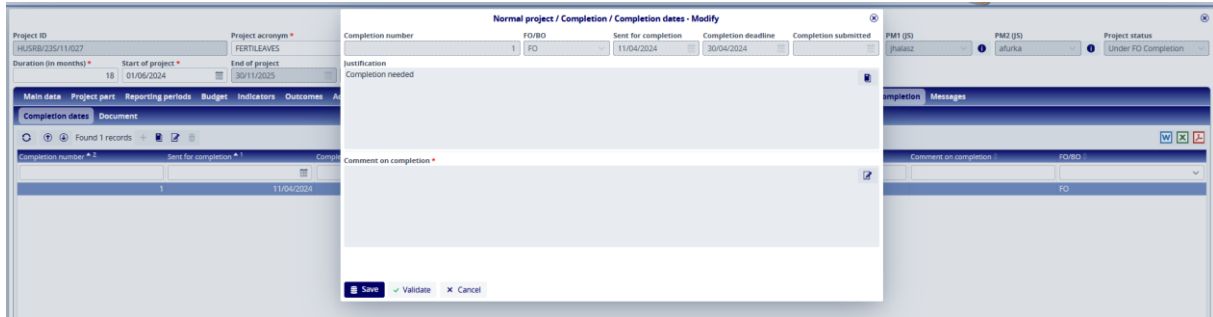 Normal project / Completion / Completion dates - Modify
Project ID
Project acronym *
Completion number
FO/BO
Sent for completion
Completion deadline
Completion submitted
PM1 (JS)
PM2 (JS)
Project status
HUSRB/23S/11/027
FERTILEAVES
1
FO
11/04/2024
30/04/2024
jhalasz
afurka
Under FO Completion
Duration (in months) *
Start of project *
End of project
Justification
18
01/06/2024
30/11/2025
Completion needed
Main data Project part Reporting periods Budget Indicators Outcomes
Messages
Completion dates Document
Found 1 records
Completion number 2
Sent for completion 1
Comment on completion *
Comment on completion
FO/BO
1
11/04/2024
FO
Save Validate Cancel